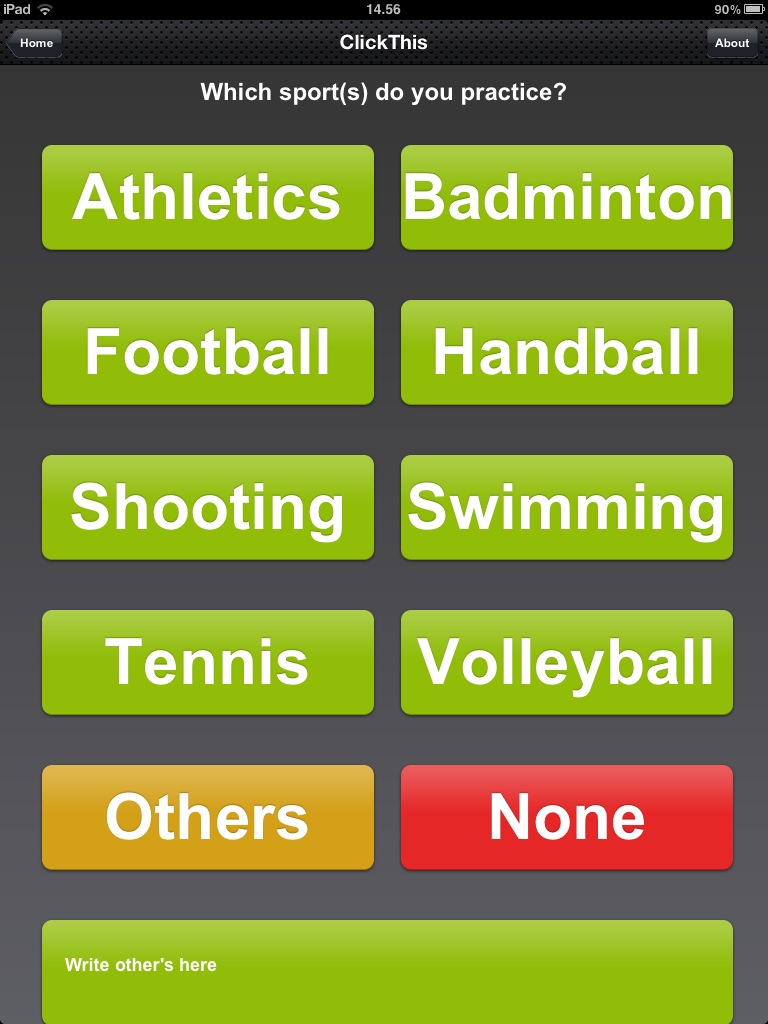 iPad 14.56 90%
Home ClickThis About
Which sport(s) do you practice?
Athletics Badminton
Football Handball
Shooting Swimming
Tennis Volleyball
Others None
Write other's here